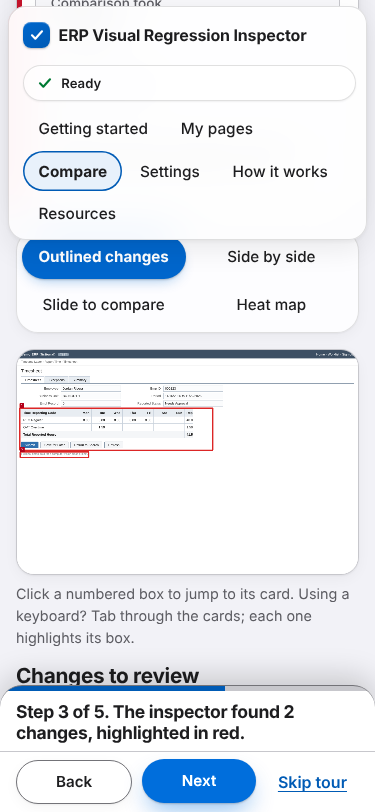 Comparison took
ERP Visual Regression Inspector
Ready
Getting started My pages
Compare Settings How it works
Resources
Outlined changes Side by side
Slide to compare Heat map
Timesheet
Click a numbered box to jump to its card. Using a
keyboard? Tab through the cards; each one
highlights its box.
Changes to review
Step 3 of 5. The inspector found 2
changes, highlighted in red.
Back Next Skip tour